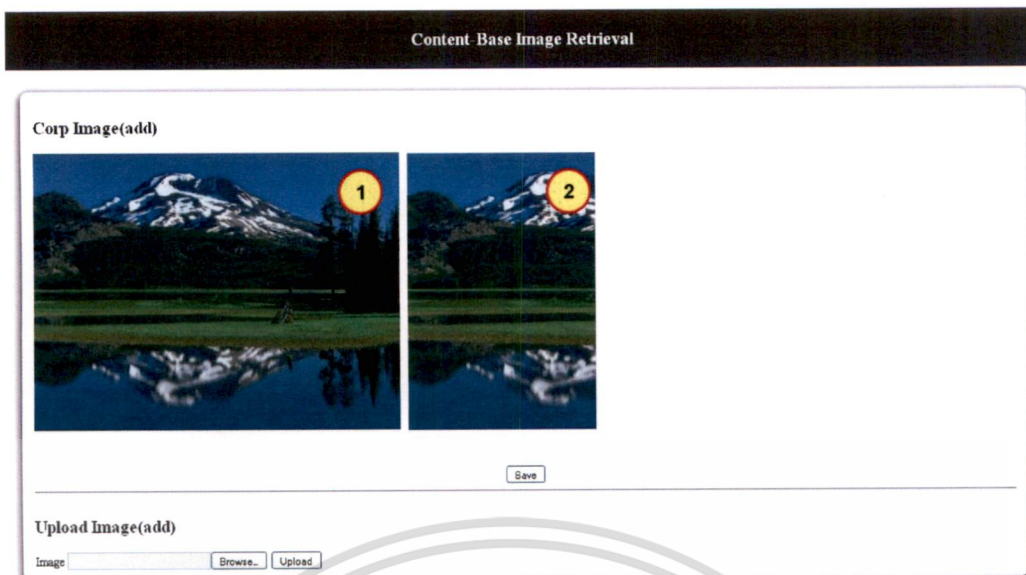 Content-Base Image Retrieval
Corp Image(add)
1
2
Save
Upload Image(add)
Image Browse... Upload